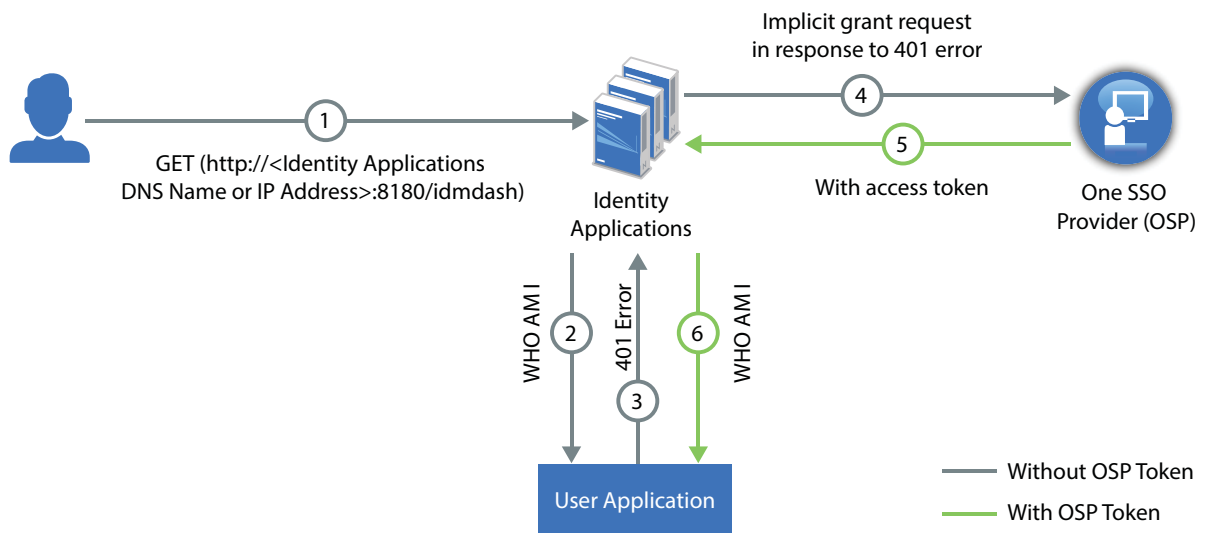 Implicit grant request
in response to 401 error
1
4
GET (http://<Identity Applications
DNS Name or IP Address>:8180/idmdash)
5
With access token
Identity
Applications
One SSO
Provider (OSP)
WHO AM I
2
401 Error
3
6
WHO AM I
User Application
Without OSP Token
With OSP Token